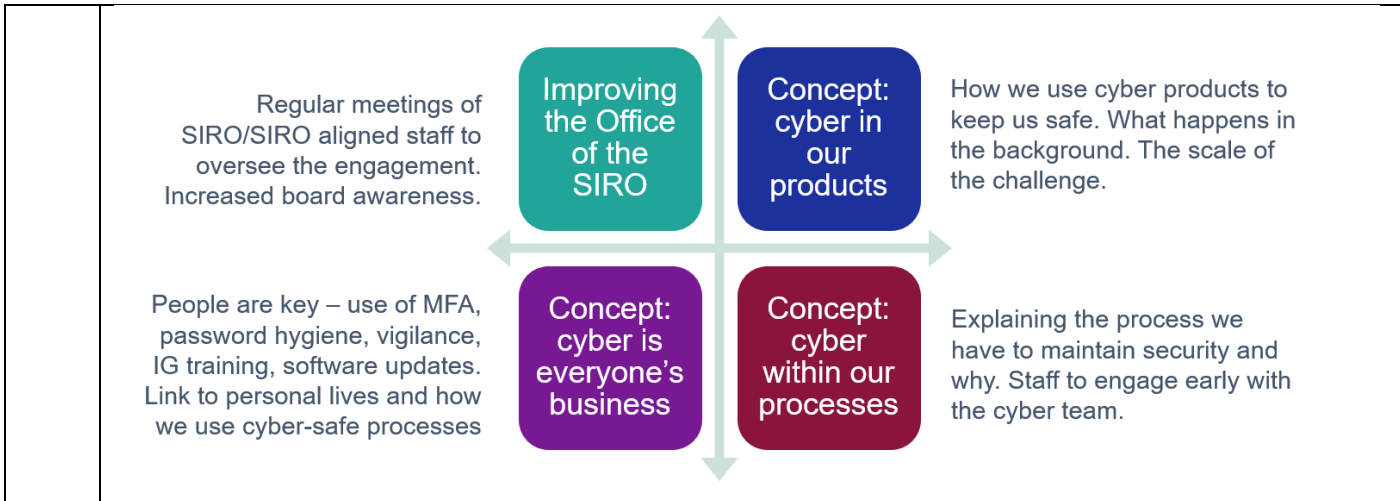 Regular meetings of
SIRO/SIRO aligned staff to
oversee the engagement.
Increased board awareness.
Improving
the Office
of the
SIRO
Concept:
cyber in
our
products
How we use cyber products to
keep us safe. What happens in
the background. The scale of
the challenge.
People are key – use of MFA,
password hygiene, vigilance,
IG training, software updates.
Link to personal lives and how
we use cyber-safe processes
Concept:
cyber is
everyone’s
business
Concept:
cyber
within our
processes
Explaining the process we
have to maintain security and
why. Staff to engage early with
the cyber team.